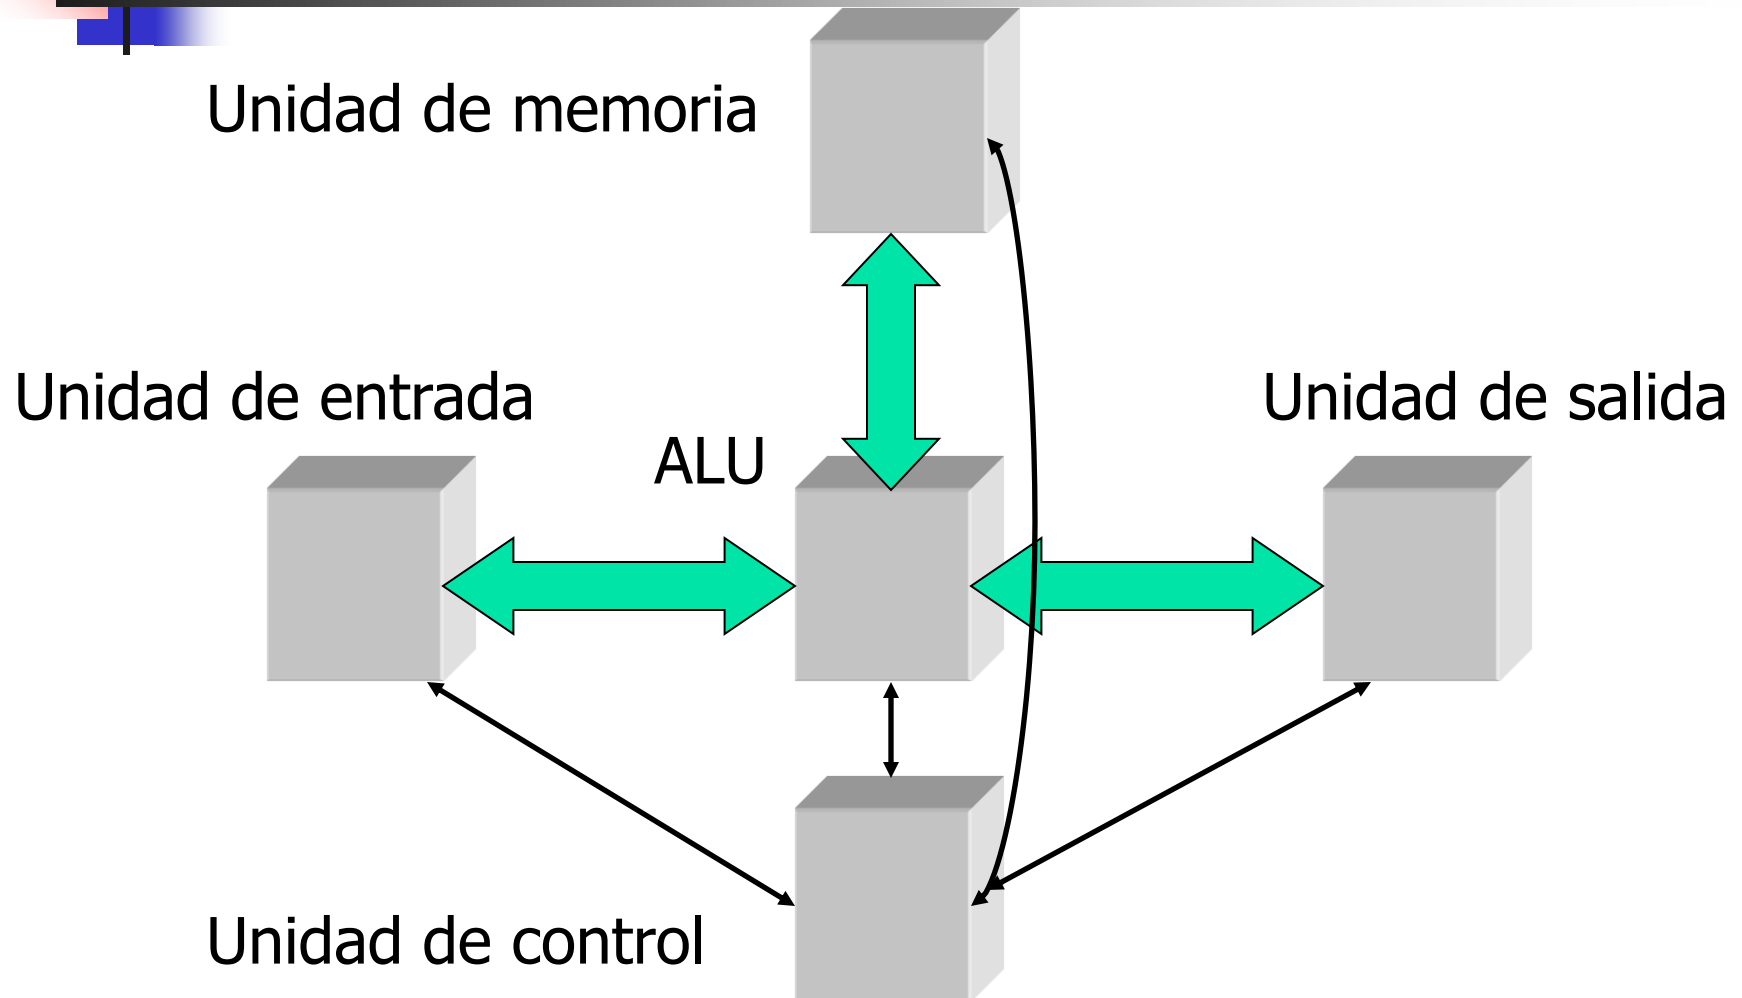 Unidad de memoria
Unidad de entrada
Unidad de salida
ALU
Unidad de control